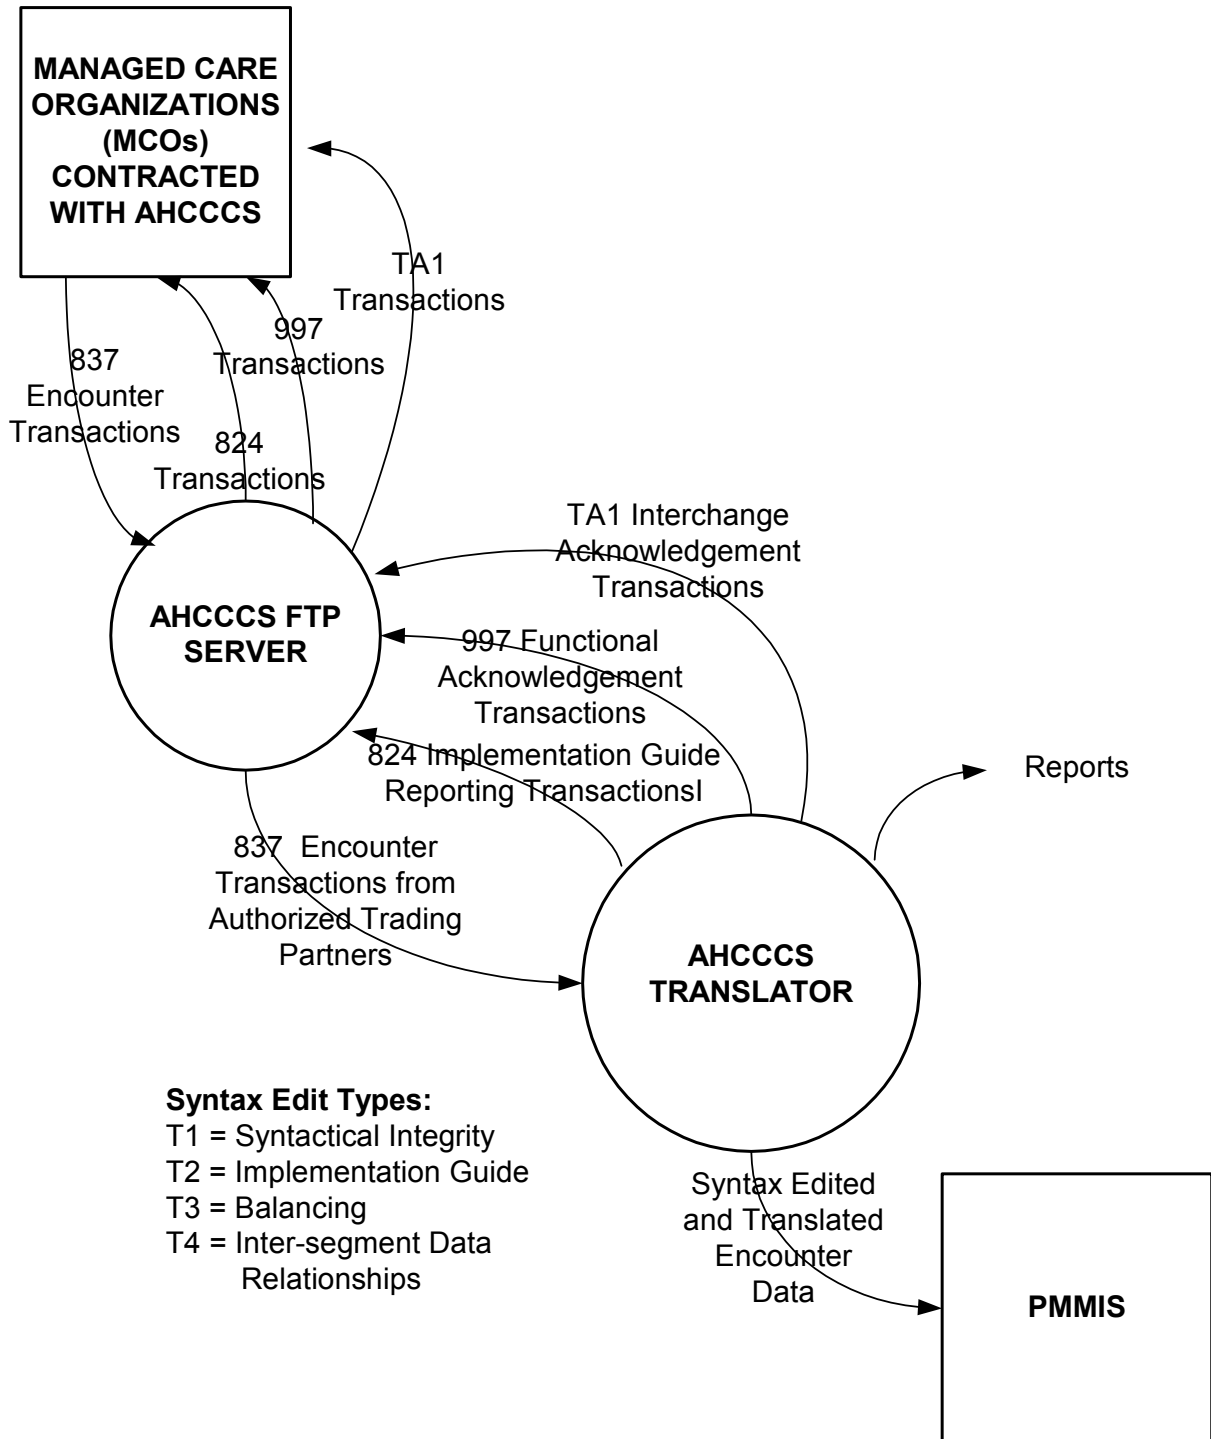 MANAGED CARE
ORGANIZATIONS
(MCOs)
CONTRACTED
WITH AHCCCS
TA1
Transactions
997
Transactions
837
Encounter
Transactions
824
Transactions
TA1 Interchange
Acknowledgement
Transactions
AHCCCS FTP
SERVER
997 Functional
Acknowledgement
Transactions
824 Implementation Guide
Reporting TransactionsI
Reports
837  Encounter
Transactions from
Authorized Trading
Partners
AHCCCS
TRANSLATOR
Syntax Edit Types:
T1 = Syntactical Integrity
T2 = Implementation Guide
T3 = Balancing
T4 = Inter-segment Data
Relationships
Syntax Edited
and Translated
Encounter
Data
PMMIS